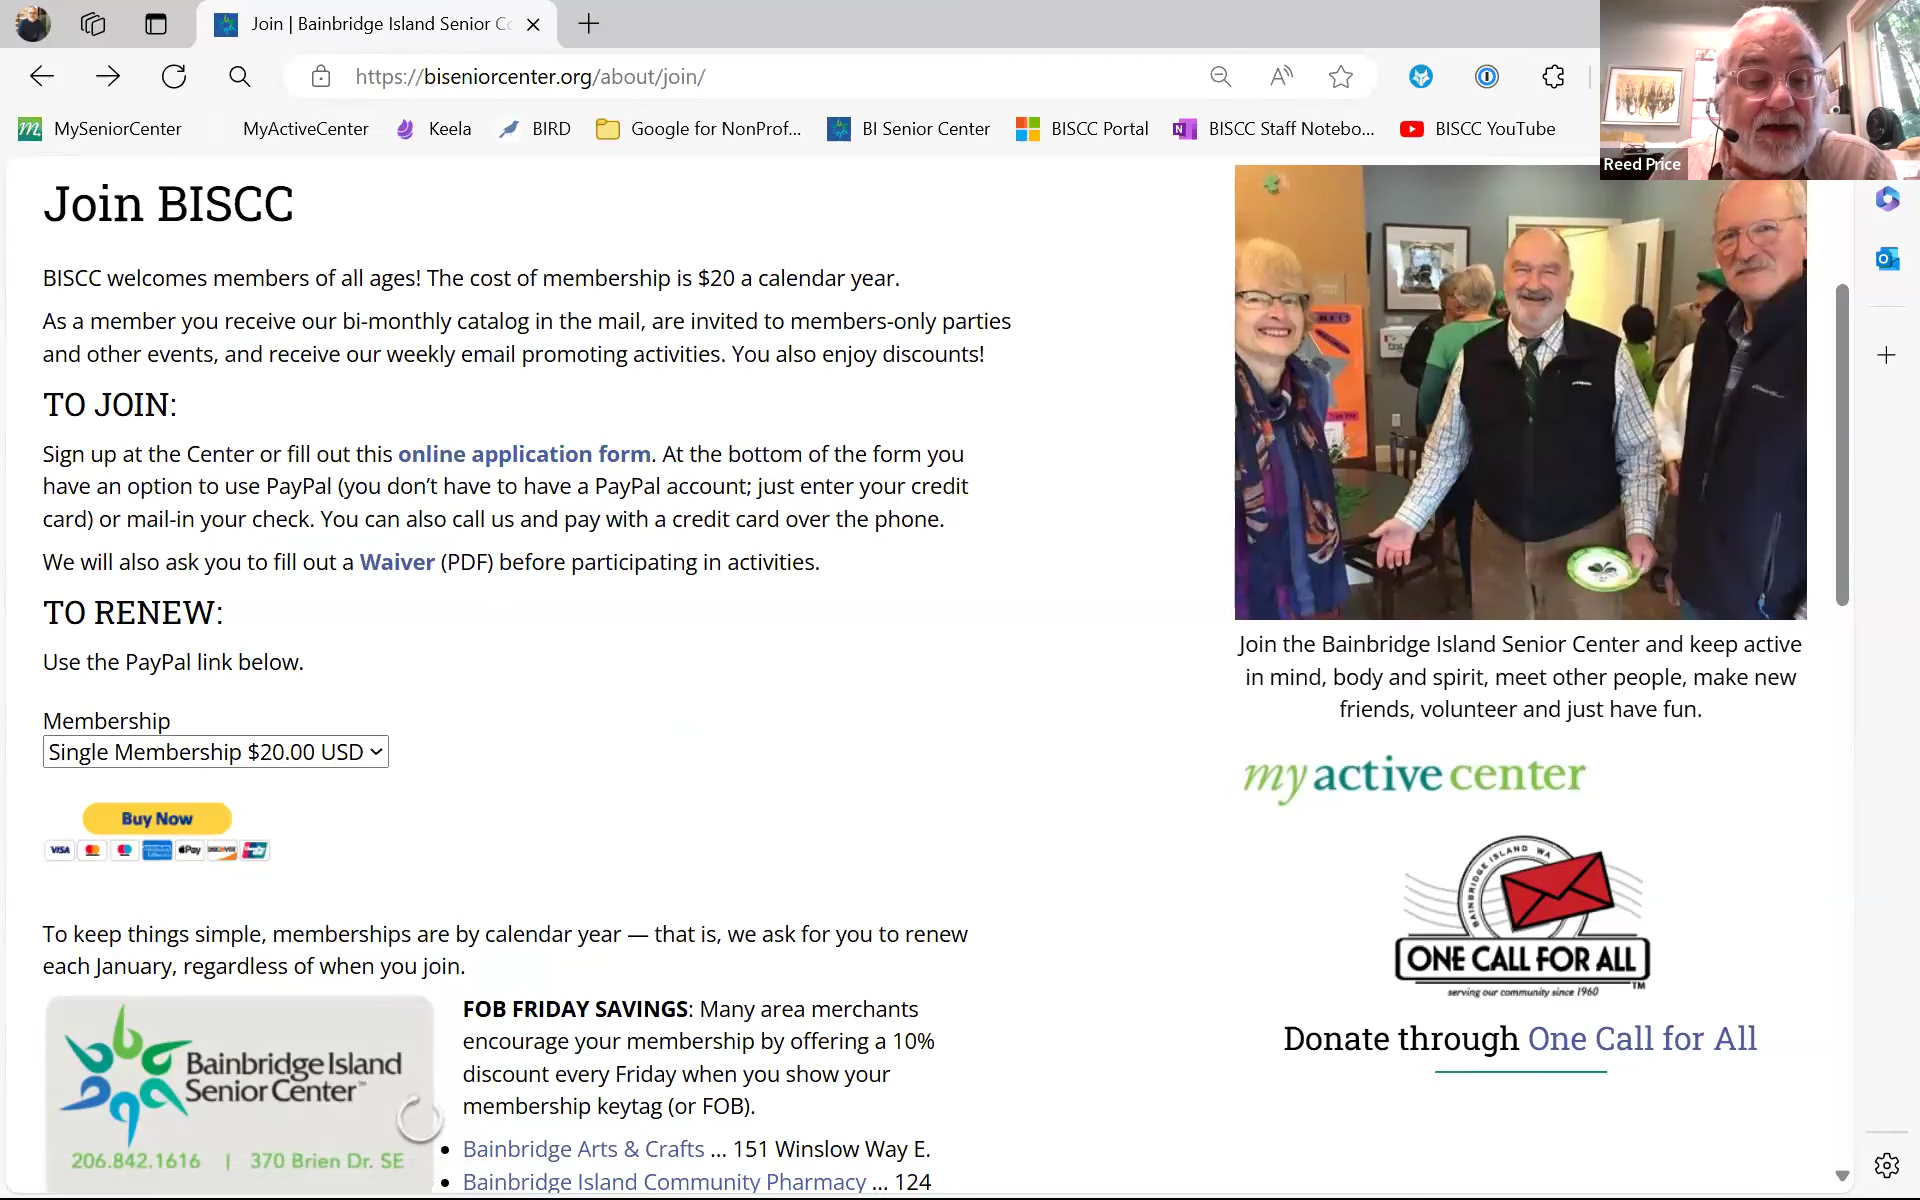 Join | Bainbridge Island Senior C
https://biseniorcenter.org/about/join/
MySeniorCenter
MyActiveCenter
Keela
BIRD
Google for NonProf...
BI Senior Center
BISCC Portal
BISCC Staff Notebo...
BISCC YouTube
Reed Price
Join BISCC
BISCC welcomes members of all ages! The cost of membership is $20 a calendar year.
As a member you receive our bi-monthly catalog in the mail, are invited to members-only parties
and other events, and receive our weekly email promoting activities. You also enjoy discounts!
TO JOIN:
Sign up at the Center or fill out this online application form. At the bottom of the form you
have an option to use PayPal (you don't have to have a PayPal account; just enter your credit
card) or mail-in your check. You can also call us and pay with a credit card over the phone.
We will also ask you to fill out a Waiver (PDF) before participating in activities.
TO RENEW:
Use the PayPal link below.
Membership
Single Membership $20.00 USD
Buy Now
VISA
Pay
DISCOVER
To keep things simple, memberships are by calendar year — that is, we ask for you to renew
each January, regardless of when you join.
Bainbridge Island
Senior Center™
206.842.1616 | 370 Brien Dr. SE
FOB FRIDAY SAVINGS: Many area merchants
encourage your membership by offering a 10%
discount every Friday when you show your
membership keytag (or FOB).
Bainbridge Arts & Crafts ... 151 Winslow Way E.
Bainbridge Island Community Pharmacy ... 124
Join the Bainbridge Island Senior Center and keep active
in mind, body and spirit, meet other people, make new
friends, volunteer and just have fun.
my active center
BAINBRIDGE ISLAND WA
ONE CALL FOR ALL™
serving our community since 1960
Donate through One Call for All